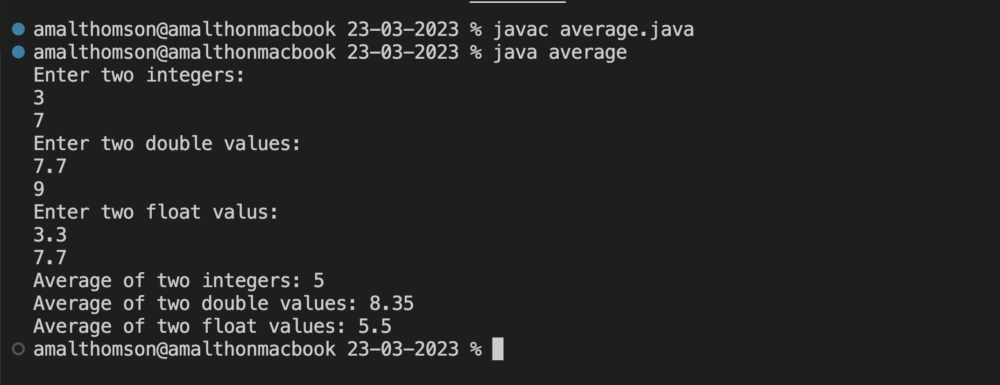 amalthomson@amalthonmacbook 23-03-2023 % javac average.java
amalthomson@amalthonmacbook 23-03-2023 % java average
Enter two integers:
3
7
Enter two double values:
7.7
9
Enter two float valus:
3.3
7.7
Average of two integers: 5
Average of two double values: 8.35
Average of two float values: 5.5
amalthomson@amalthonmacbook 23-03-2023 %